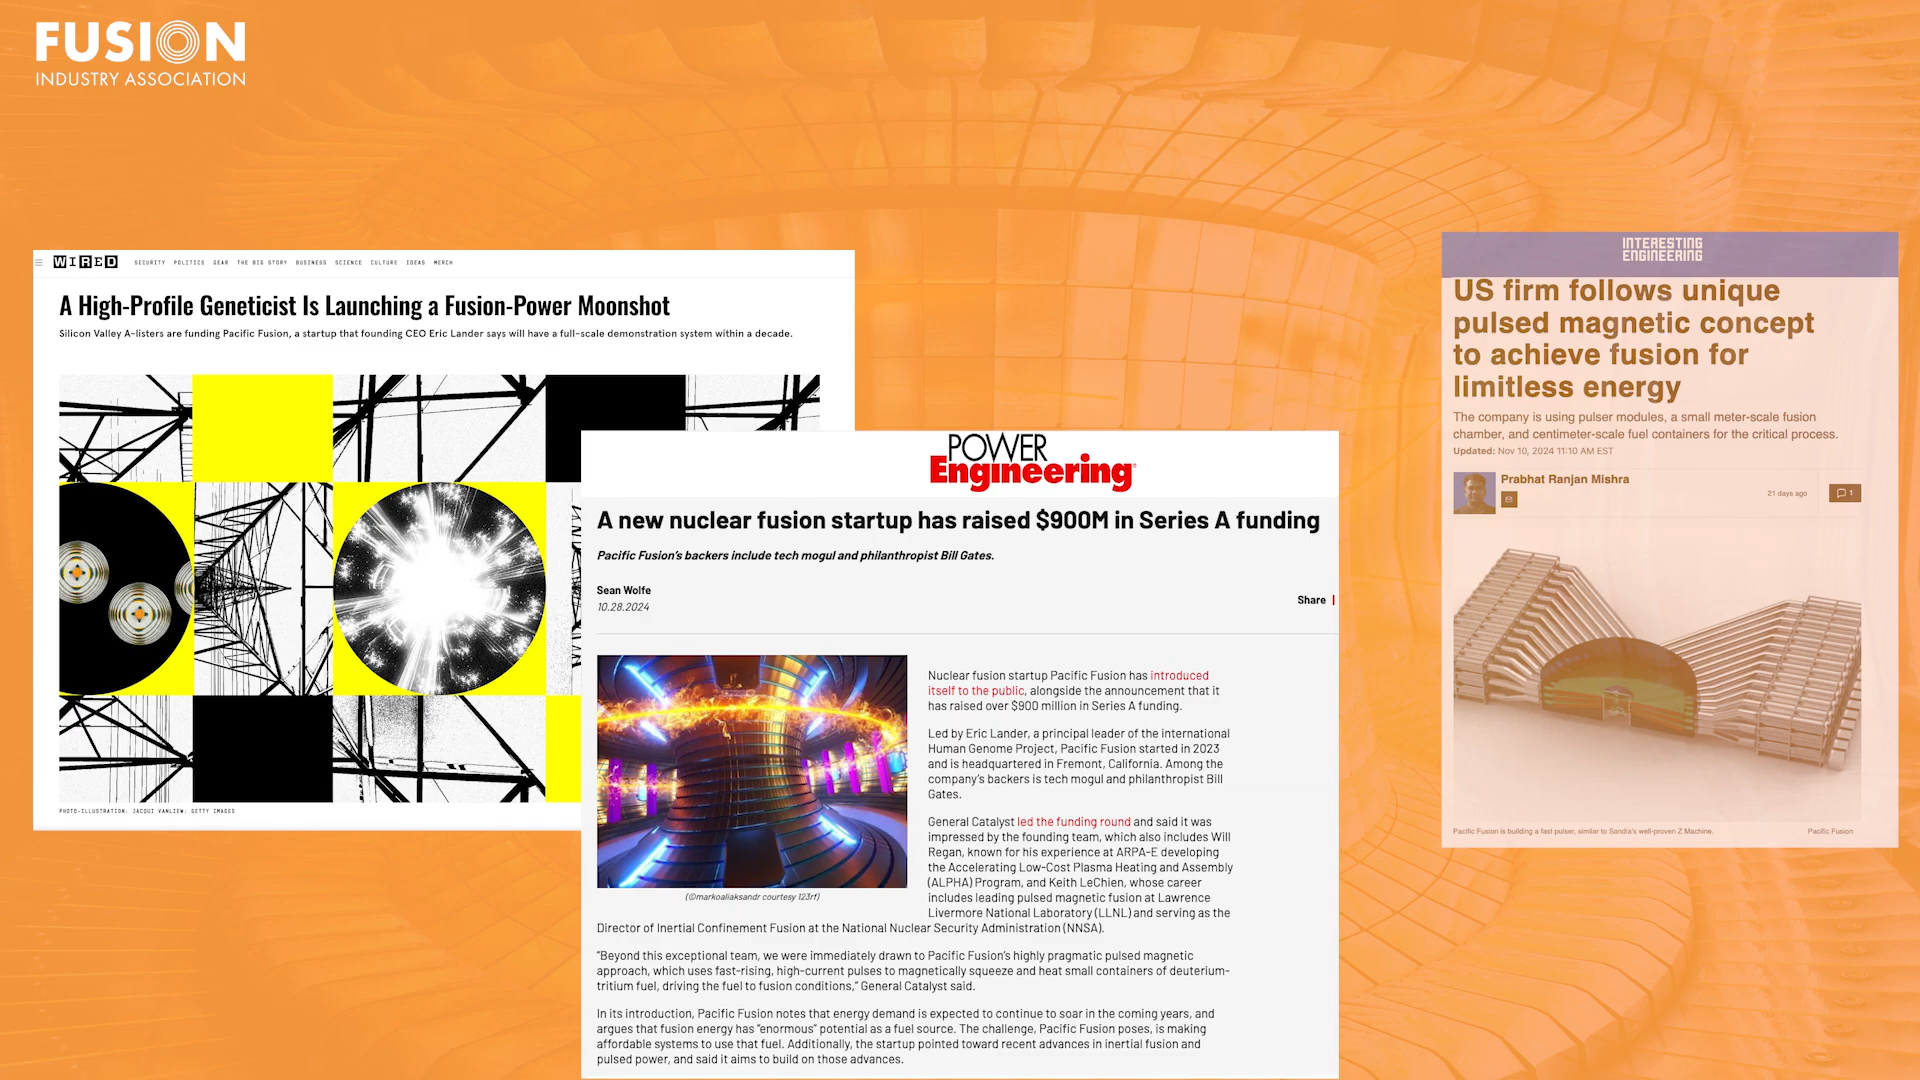 FUSION
INDUSTRY ASSOCIATION
WIRED
SECURITY POLITICS GEAR THE BIG STORY BUSINESS SCIENCE CULTURE IDEAS MERCH
A High-Profile Geneticist Is Launching a Fusion-Power Moonshot
Silicon Valley A-listers are funding Pacific Fusion, a startup that founding CEO Eric Lander says will have a full-scale demonstration system within a decade.
PHOTO-ILLUSTRATION: JACQUI VANLIEW; GETTY IMAGES
POWER
Engineering
A new nuclear fusion startup has raised $900M in Series A funding
Pacific Fusion's backers include tech mogul and philanthropist Bill Gates.
Sean Wolfe
10.28.2024
Share
(©markoaliaksandr courtesy 123rf)
Nuclear fusion startup Pacific Fusion has introduced
itself to the public, alongside the announcement that it
has raised over $900 million in Series A funding.
Led by Eric Lander, a principal leader of the international
Human Genome Project, Pacific Fusion started in 2023
and is headquartered in Fremont, California. Among the
company's backers is tech mogul and philanthropist Bill
Gates.
General Catalyst led the funding round and said it was
impressed by the founding team, which also includes Will
Regan, known for his experience at ARPA-E developing
the Accelerating Low-Cost Plasma Heating and Assembly
(ALPHA) Program, and Keith LeChien, whose career
includes leading pulsed magnetic fusion at Lawrence
Livermore National Laboratory (LLNL) and serving as the
Director of Inertial Confinement Fusion at the National Nuclear Security Administration (NNSA).
"Beyond this exceptional team, we were immediately drawn to Pacific Fusion's highly pragmatic pulsed magnetic
approach, which uses fast-rising, high-current pulses to magnetically squeeze and heat small containers of deuterium-
tritium fuel, driving the fuel to fusion conditions," General Catalyst said.
In its introduction, Pacific Fusion notes that energy demand is expected to continue to soar in the coming years, and
argues that fusion energy has "enormous" potential as a fuel source. The challenge, Pacific Fusion poses, is making
affordable systems to use that fuel. Additionally, the startup pointed toward recent advances in inertial fusion and
pulsed power, and said it aims to build on those advances.
INTERESTING
ENGINEERING
US firm follows unique
pulsed magnetic concept
to achieve fusion for
limitless energy
The company is using pulser modules, a small meter-scale fusion
chamber, and centimeter-scale fuel containers for the critical process.
Updated: Nov 10, 2024 11:10 AM EST
Prabhat Ranjan Mishra
21 days ago
1
Pacific Fusion is building a fast pulser, similar to Sandia's well-proven Z Machine.
Pacific Fusion